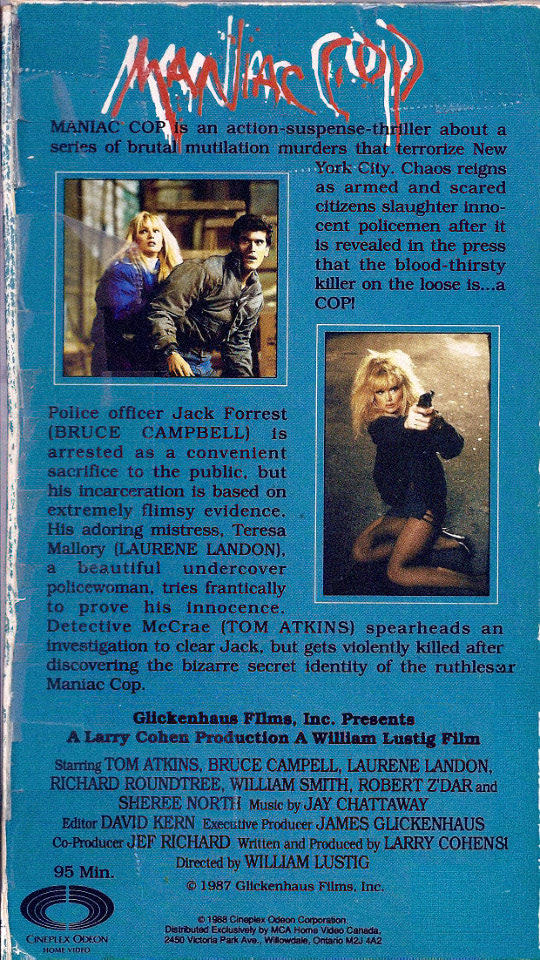 MANIAC COP
MANIAC COP is an action-suspense-thriller about a
series of brutal mutilation murders that terrorize New
York City. Chaos reigns
as armed and scared
citizens slaughter inno-
cent policemen after it
is revealed in the press
that the blood-thirsty
killer on the loose is...a
COP!
Police officer Jack Forrest
(BRUCE CAMPBELL) is
arrested as a convenient
sacrifice to the public, but
his incarceration is based on
extremely flimsy evidence.
His adoring mistress, Teresa
Mallory (LAURENE LANDON),
a beautiful undercover
policewoman, tries frantically
to prove his innocence.
Detective McCrae (TOM ATKINS) spearheads an
investigation to clear Jack, but gets violently killed after
discovering the bizarre secret identity of the ruthlesar
Maniac Cop.
Glickenhaus FIlms, Inc. Presents
A Larry Cohen Production A William Lustig Film
Starring TOM ATKINS, BRUCE CAMPELL, LAURENE LANDON,
RICHARD ROUNDTREE, WILLIAM SMITH, ROBERT Z'DAR and
SHEREE NORTH Music by JAY CHATTAWAY
Editor DAVID KERN Executive Producer JAMES GLICKENHAUS
Co-Producer JEF RICHARD Written and Produced by LARRY COHENSI
Directed by WILLIAM LUSTIG
95 Min.
© 1987 Glickenhaus Films, Inc.
CINEPLEX ODEON
HOME VIDEO
© 1988 Cineplex Odeon Corporation
Distributed Exclusively by MCA Home Video Canada,
2450 Victoria Park Ave., Willowdale, Ontario M2J 4A2